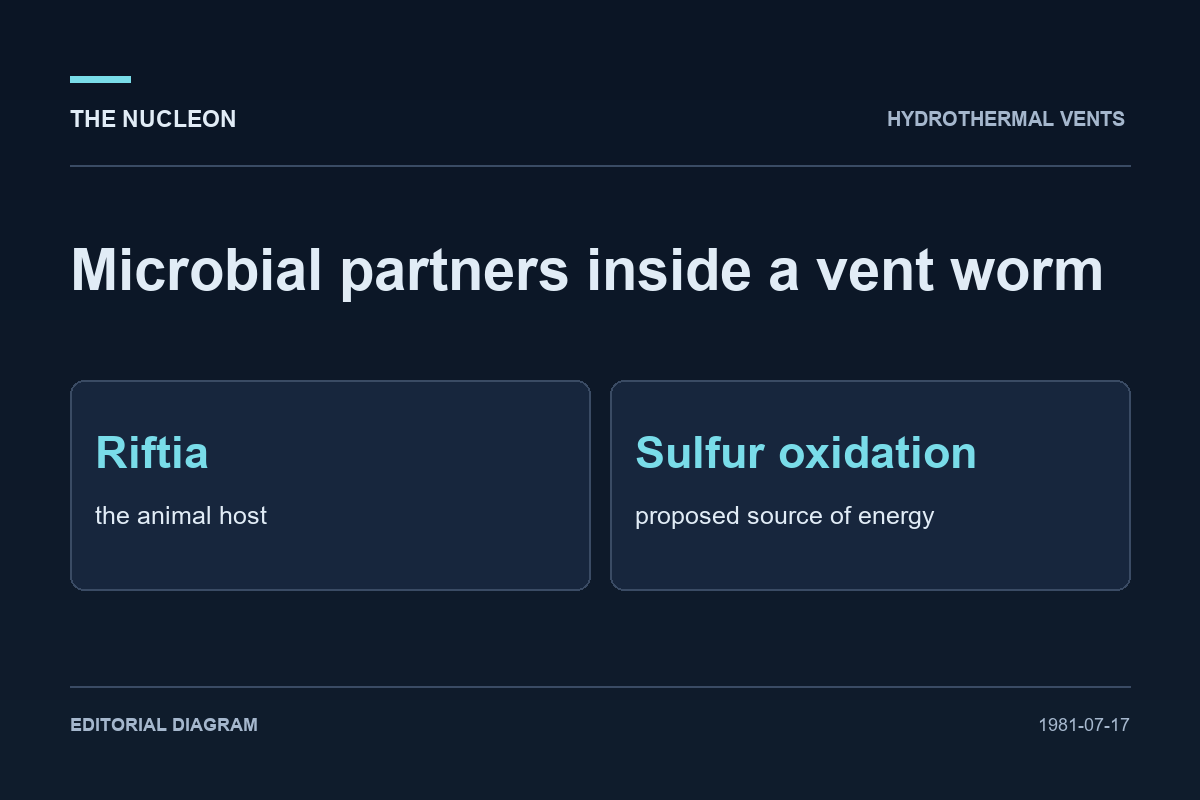 THE NUCLEON
HYDROTHERMAL VENTS
Microbial partners inside a vent worm
Riftia
the animal host
Sulfur oxidation
proposed source of energy
EDITORIAL DIAGRAM
1981-07-17